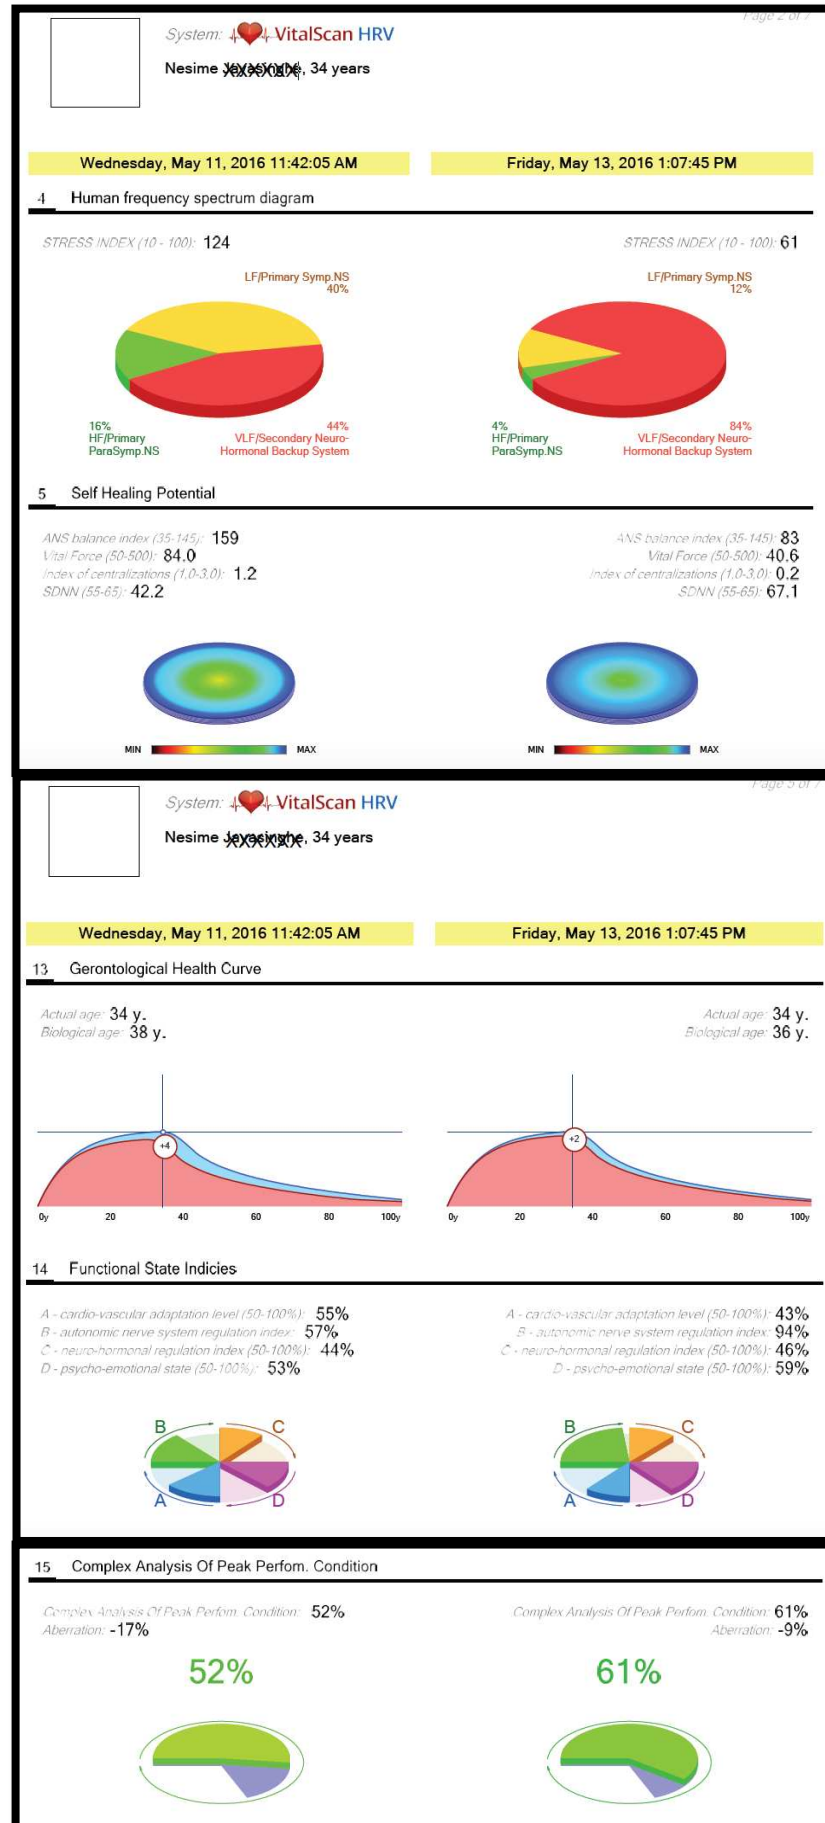 Page 2 of 7
System: VitalScan HRV
Nesime XXXXXX, 34 years
Wednesday, May 11, 2016 11:42:05 AM
Friday, May 13, 2016 1:07:45 PM
4 Human frequency spectrum diagram
STRESS INDEX (10 - 100): 124
STRESS INDEX (10 - 100): 61
LF/Primary Symp.NS
40%
16%
HF/Primary
ParaSymp.NS
44%
VLF/Secondary Neuro-
Hormonal Backup System
LF/Primary Symp.NS
12%
4%
HF/Primary
ParaSymp.NS
84%
VLF/Secondary Neuro-
Hormonal Backup System
5 Self Healing Potential
ANS balance index (35-145): 159
Vital Force (50-500): 84.0
Index of centralizations (1,0-3,0): 1.2
SDNN (55-65): 42.2
ANS balance index (35-145): 83
Vital Force (50-500): 40.6
Index of centralizations (1,0-3,0): 0.2
SDNN (55-65): 67.1
MIN MAX
MIN MAX
Page 5 of 7
System: VitalScan HRV
Nesime XXXXXX, 34 years
Wednesday, May 11, 2016 11:42:05 AM
Friday, May 13, 2016 1:07:45 PM
13 Gerontological Health Curve
Actual age: 34 y.
Biological age: 38 y.
Actual age: 34 y.
Biological age: 36 y.
+4
0y 20 40 60 80 100y
+2
0y 20 40 60 80 100y
14 Functional State Indicies
A - cardio-vascular adaptation level (50-100%): 55%
B - autonomic nerve system regulation index: 57%
C - neuro-hormonal regulation index (50-100%): 44%
D - psycho-emotional state (50-100%): 53%
A - cardio-vascular adaptation level (50-100%): 43%
B - autonomic nerve system regulation index: 94%
C - neuro-hormonal regulation index (50-100%): 46%
D - psycho-emotional state (50-100%): 59%
B C
A D
B C
A D
15 Complex Analysis Of Peak Perfom. Condition
Complex Analysis Of Peak Perfom. Condition: 52%
Aberration: -17%
Complex Analysis Of Peak Perfom. Condition: 61%
Aberration: -9%
52%
61%